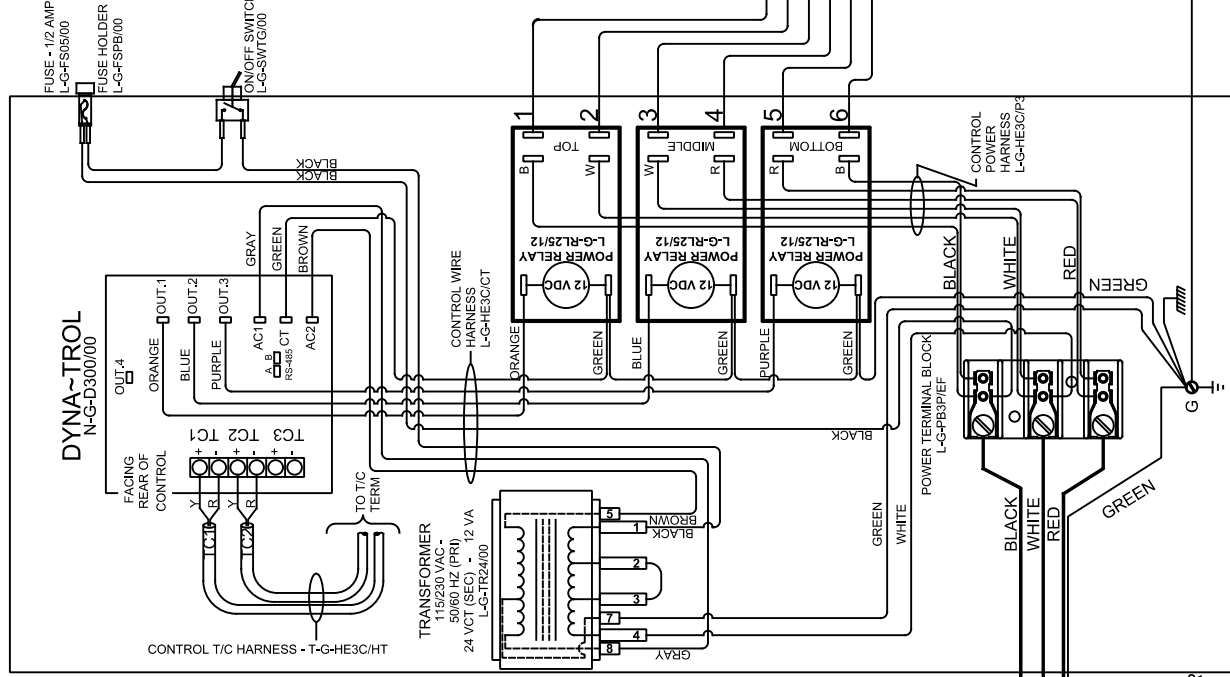 FUSE - 1/2 AMP
L-G-FS05/00
FUSE HOLDER
L-G-FSPB/00
ON/OFF SWITCH
L-G-SWTG/00
BLACK
BLACK
1
2
3
4
5
6
TOP
MIDDLE
BOTTOM
B
W
W
R
R
B
POWER RELAY
L-G-RL25/12
POWER RELAY
L-G-RL25/12
POWER RELAY
L-G-RL25/12
12 VDC
12 VDC
12 VDC
CONTROL
POWER
HARNESS
L-G-HE3C/P3
BLACK
WHITE
RED
GREEN
DYNA~TROL
N-G-D300/00
OUT.4
OUT.1
OUT.2
OUT.3
ORANGE
BLUE
PURPLE
GRAY
GREEN
BROWN
AC1
CT
AC2
A B
RS-485
TC1 TC2 TC3
+ - + - + -
Y R Y R
FACING
REAR OF
CONTROL
TC1
TC2
TO T/C
TERM
CONTROL T/C HARNESS - T-G-HE3C/HT
CONTROL WIRE
HARNESS
L-G-HE3C/CT
ORANGE
GREEN
BLUE
GREEN
PURPLE
GREEN
BLACK
TRANSFORMER
115/230 VAC -
50/60 HZ (PRI)
24 VCT (SEC) - 12 VA
L-G-TR24/00
5
1
2
3
7
4
8
BROWN
BLACK
GRAY
GREEN
WHITE
POWER TERMINAL BLOCK
L-G-PB3P/EF
BLACK
WHITE
RED
GREEN
G